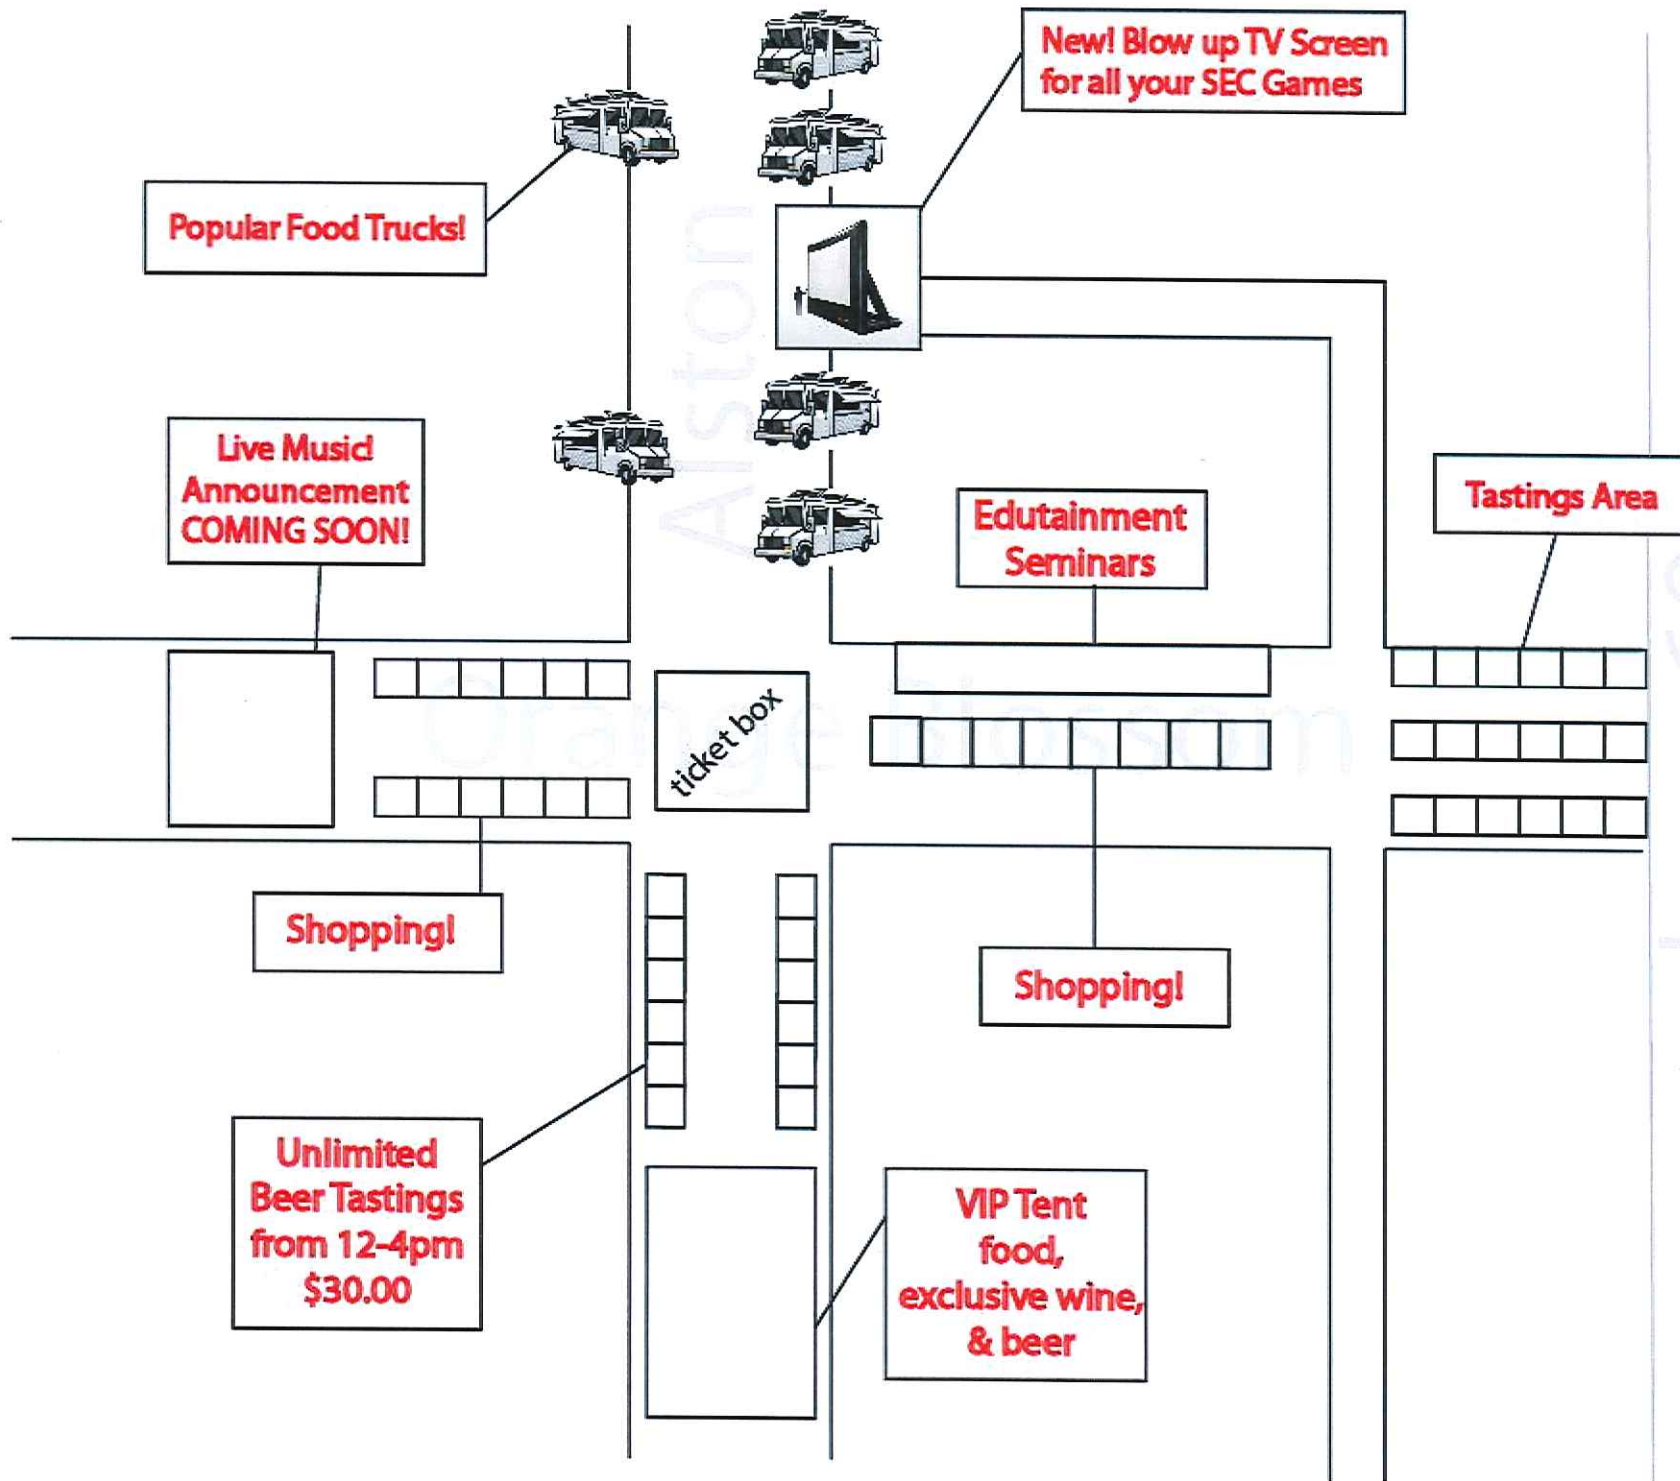 New! Blow up TV Screen
for all your SEC Games
Popular Food Trucks!
Alston
Live Music!
Announcement
COMING SOON!
Edutainment
Seminars
Tastings Area
Orange Blossom
ticket box
Shopping!
Shopping!
Unlimited
Beer Tastings
from 12-4pm
$30.00
VIP Tent
food,
exclusive wine,
& beer